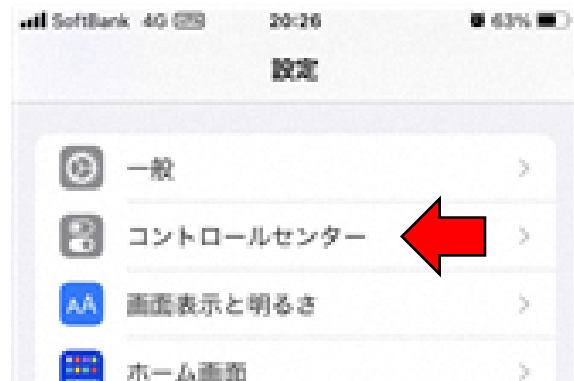 SoftBank 4G 20:26 63%
設定
一般
コントロールセンター
AA 画面表示と明るさ
ホーム画面